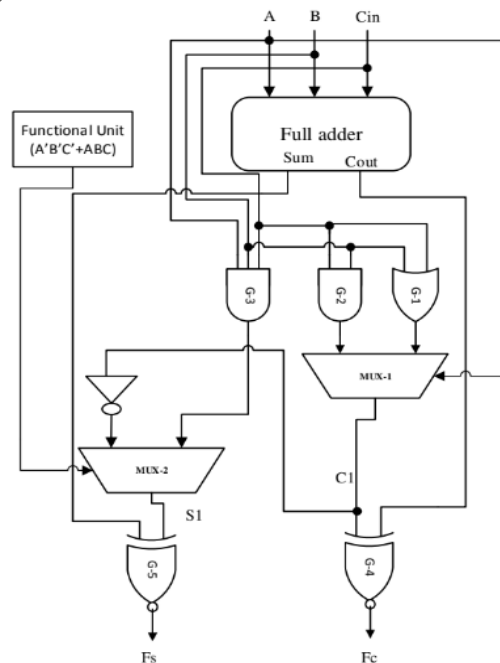 A B Cin
Functional Unit
(A'B'C'+ABC)
Full adder
Sum Cout
G-3
G-2
G-1
MUX-1
MUX-2
C1
S1
G-5
G-4
Fs
Fc